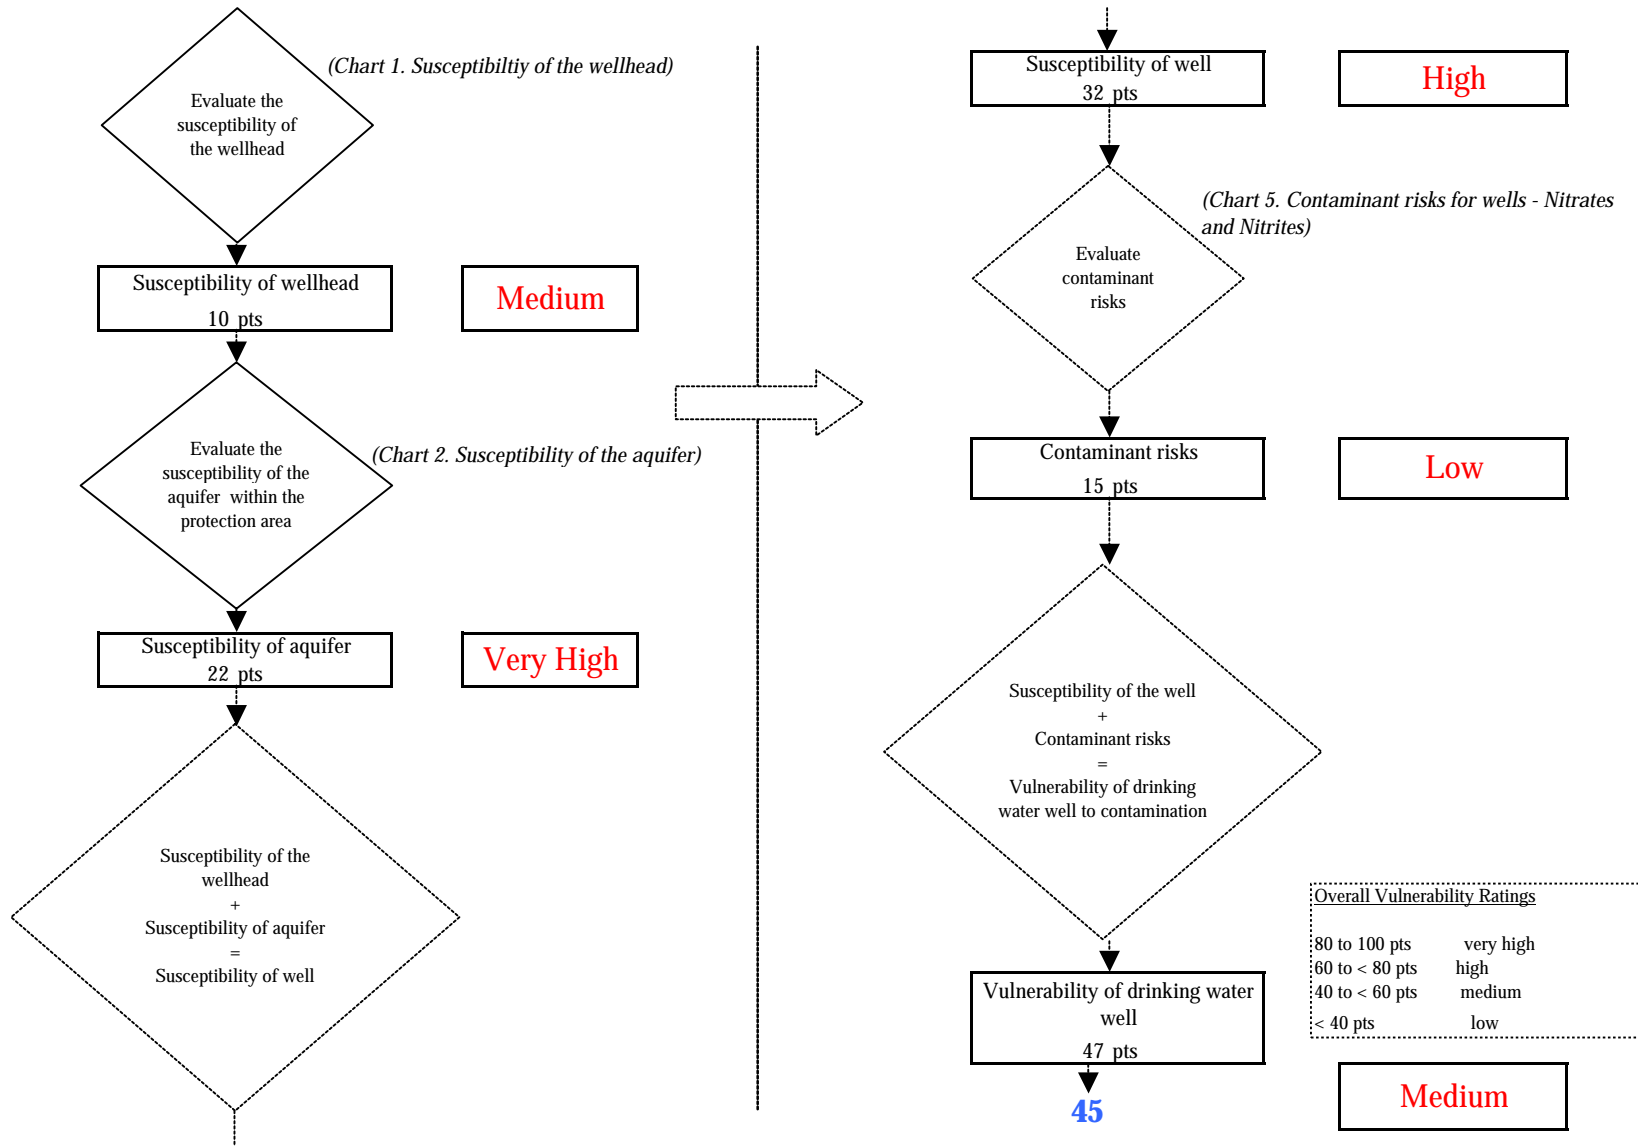 (Chart 1. Susceptibiltiy of the wellhead)
Evaluate the
susceptibility of
the wellhead
Susceptibility of wellhead
10 pts
Medium
Evaluate the
susceptibility of the
aquifer within the
protection area
(Chart 2. Susceptibility of the aquifer)
Susceptibility of aquifer
22 pts
Very High
Susceptibility of the
wellhead
+
Susceptibility of aquifer
=
Susceptibility of well
Susceptibility of well
32 pts
High
(Chart 5. Contaminant risks for wells - Nitrates
and Nitrites)
Evaluate
contaminant
risks
Contaminant risks
15 pts
Low
Susceptibility of the well
+
Contaminant risks
=
Vulnerability of drinking
water well to contamination
Overall Vulnerability Ratings
80 to 100 pts very high
60 to < 80 pts high
40 to < 60 pts medium
< 40 pts low
Vulnerability of drinking water
well
47 pts
45
Medium